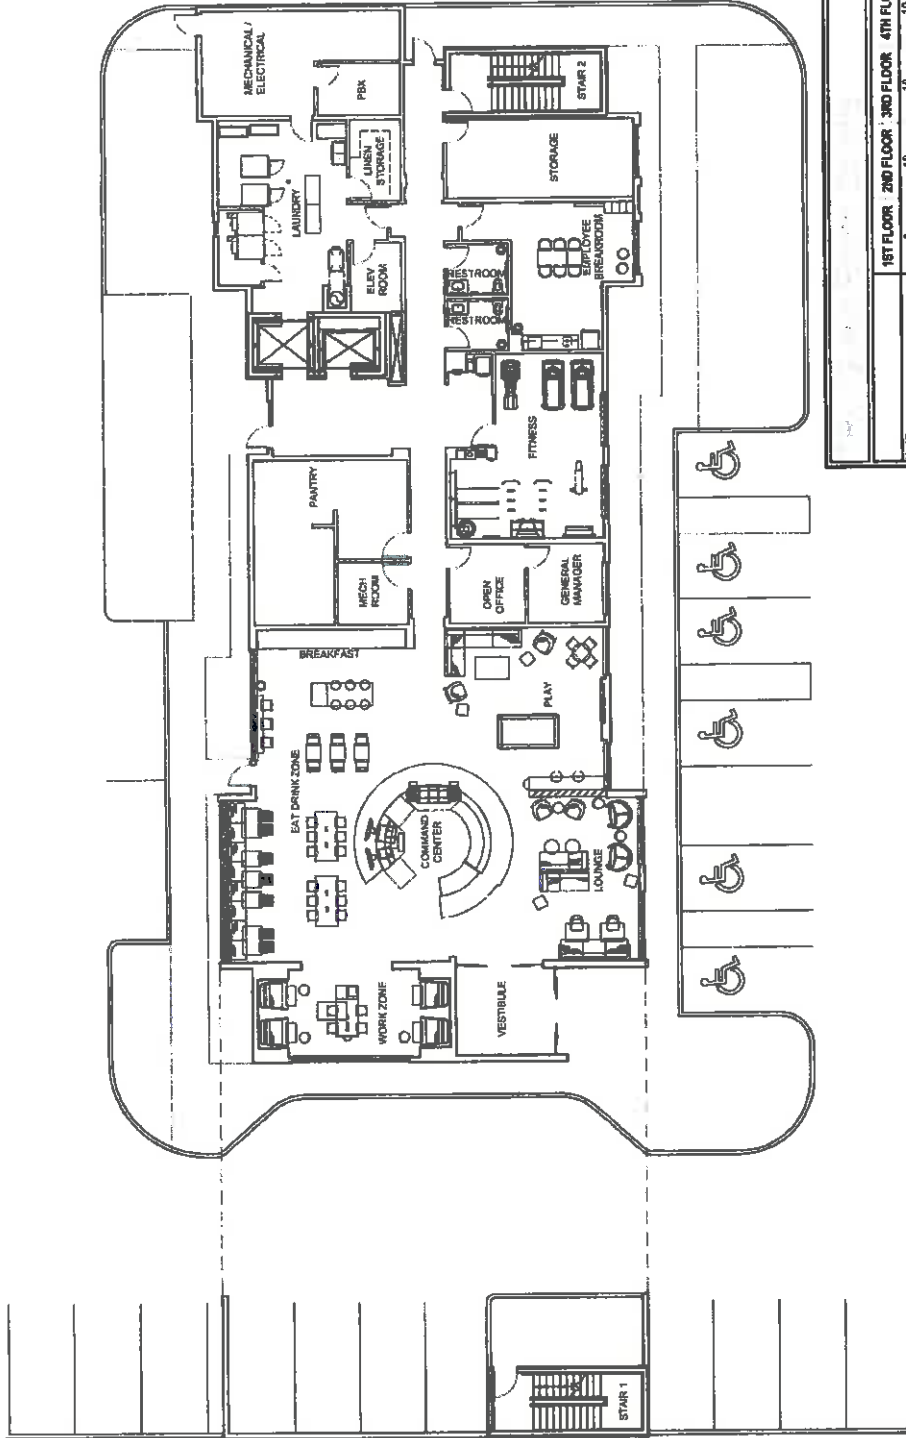 MECHANICAL/
ELECTRICAL
PBX
STAIR 2
LINEN
STORAGE
STORAGE
LAUNDRY
ELEV
ROOM
RESTROOM
RESTROOM
EMPLOYEE
BREAKROOM
FITNESS
PANTRY
MECH
ROOM
OPEN
OFFICE
GENERAL
MANAGER
BREAKFAST
PLAY
EAT DRINK ZONE
COMMAND
CENTER
LOUNGE
WORK ZONE
VESTIBULE
STAIR 1
1ST FLOOR 2ND FLOOR 3RD FLOOR 4TH FL